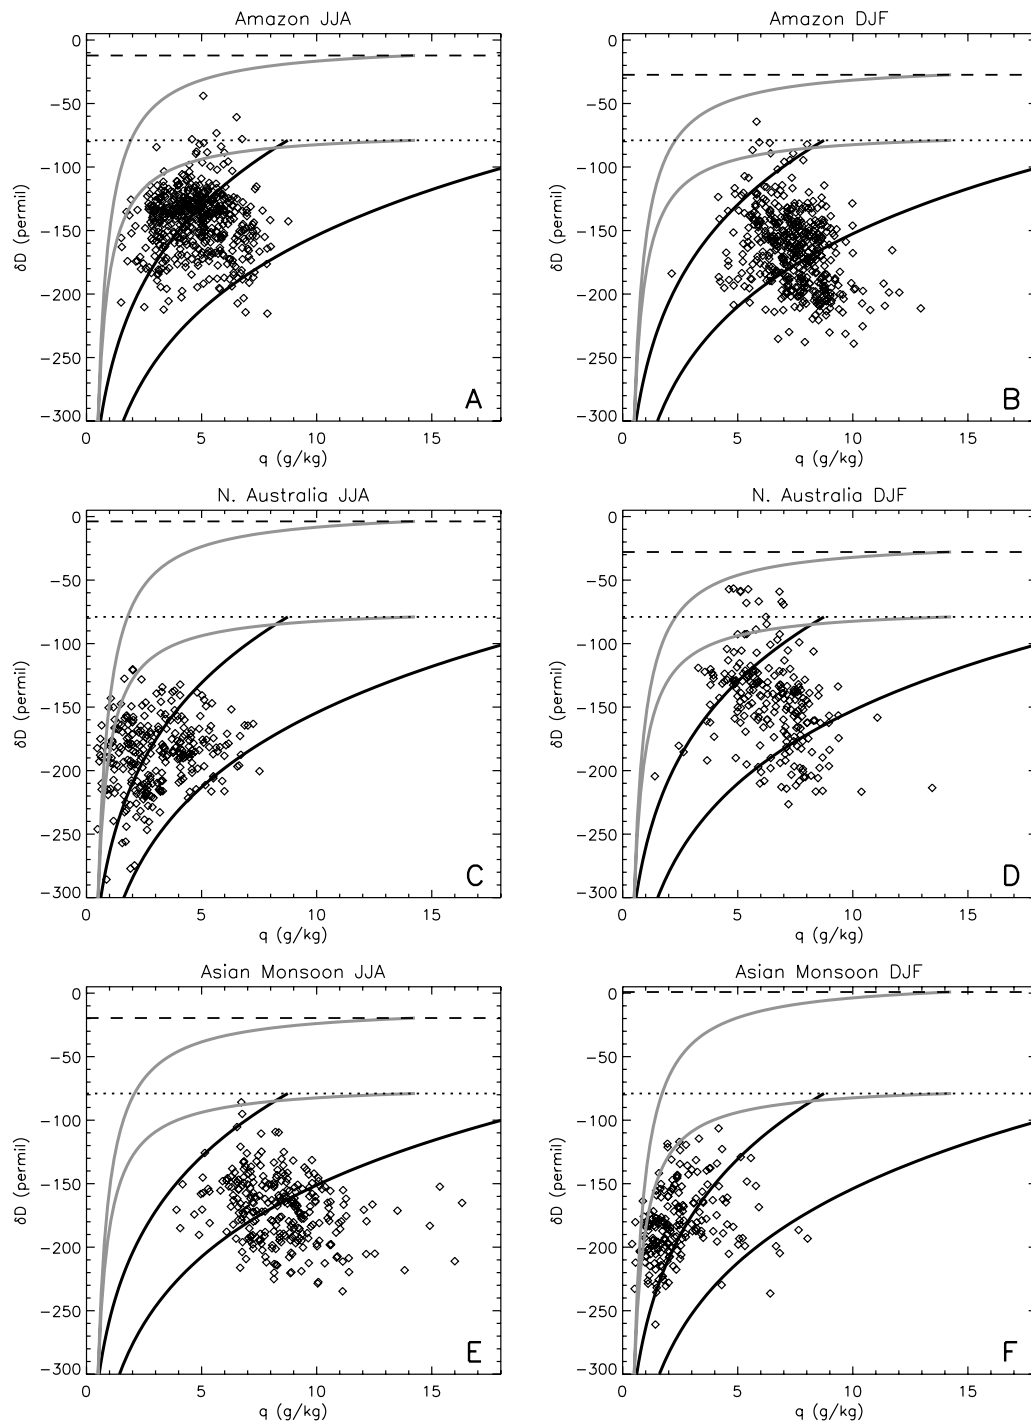 Amazon JJA
Amazon DJF
0
−50
−100
−150
−200
−250
−300
δD (permil)
0 5 10 15
q (g/kg)
A
0
−50
−100
−150
−200
−250
−300
δD (permil)
0 5 10 15
q (g/kg)
B
N. Australia JJA
N. Australia DJF
0
−50
−100
−150
−200
−250
−300
δD (permil)
0 5 10 15
q (g/kg)
C
0
−50
−100
−150
−200
−250
−300
δD (permil)
0 5 10 15
q (g/kg)
D
Asian Monsoon JJA
Asian Monsoon DJF
0
−50
−100
−150
−200
−250
−300
δD (permil)
0 5 10 15
q (g/kg)
E
0
−50
−100
−150
−200
−250
−300
δD (permil)
0 5 10 15
q (g/kg)
F